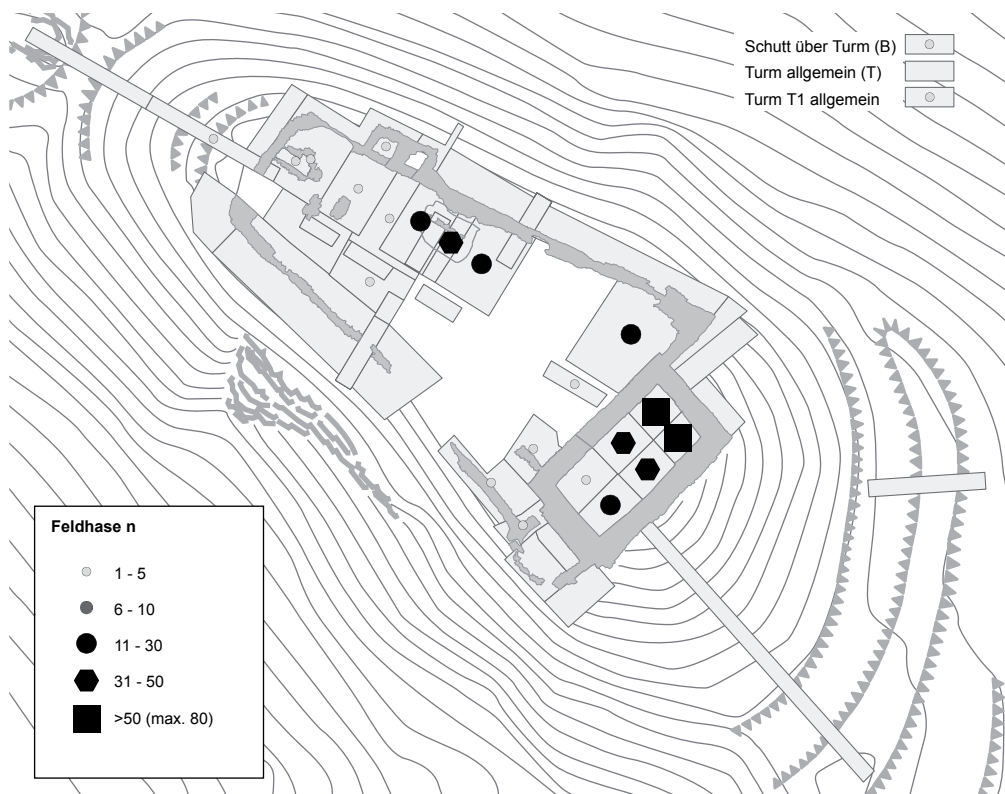 Schutt über Turm (B)
Turm allgemein (T)
Turm T1 allgemein
Feldhase n
1 - 5
6 - 10
11 - 30
31 - 50
>50 (max. 80)